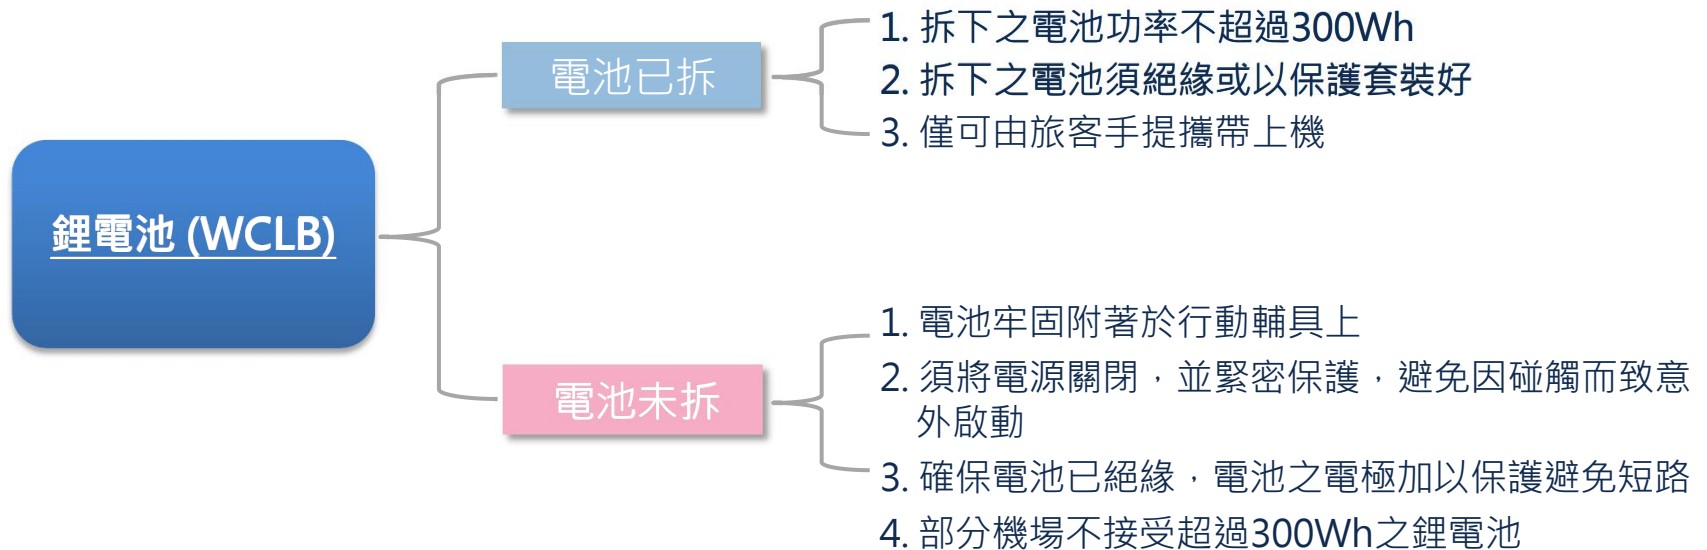 鋰電池 (WCLB)
電池已拆
1. 拆下之電池功率不超過300Wh
2. 拆下之電池須絕緣或以保護套裝好
3. 僅可由旅客手提攜帶上機
電池未拆
1. 電池牢固附著於行動輔具上
2. 須將電源關閉，並緊密保護，避免因碰觸而致意
外啟動
3. 確保電池已絕緣，電池之電極加以保護避免短路
4. 部分機場不接受超過300Wh之鋰電池